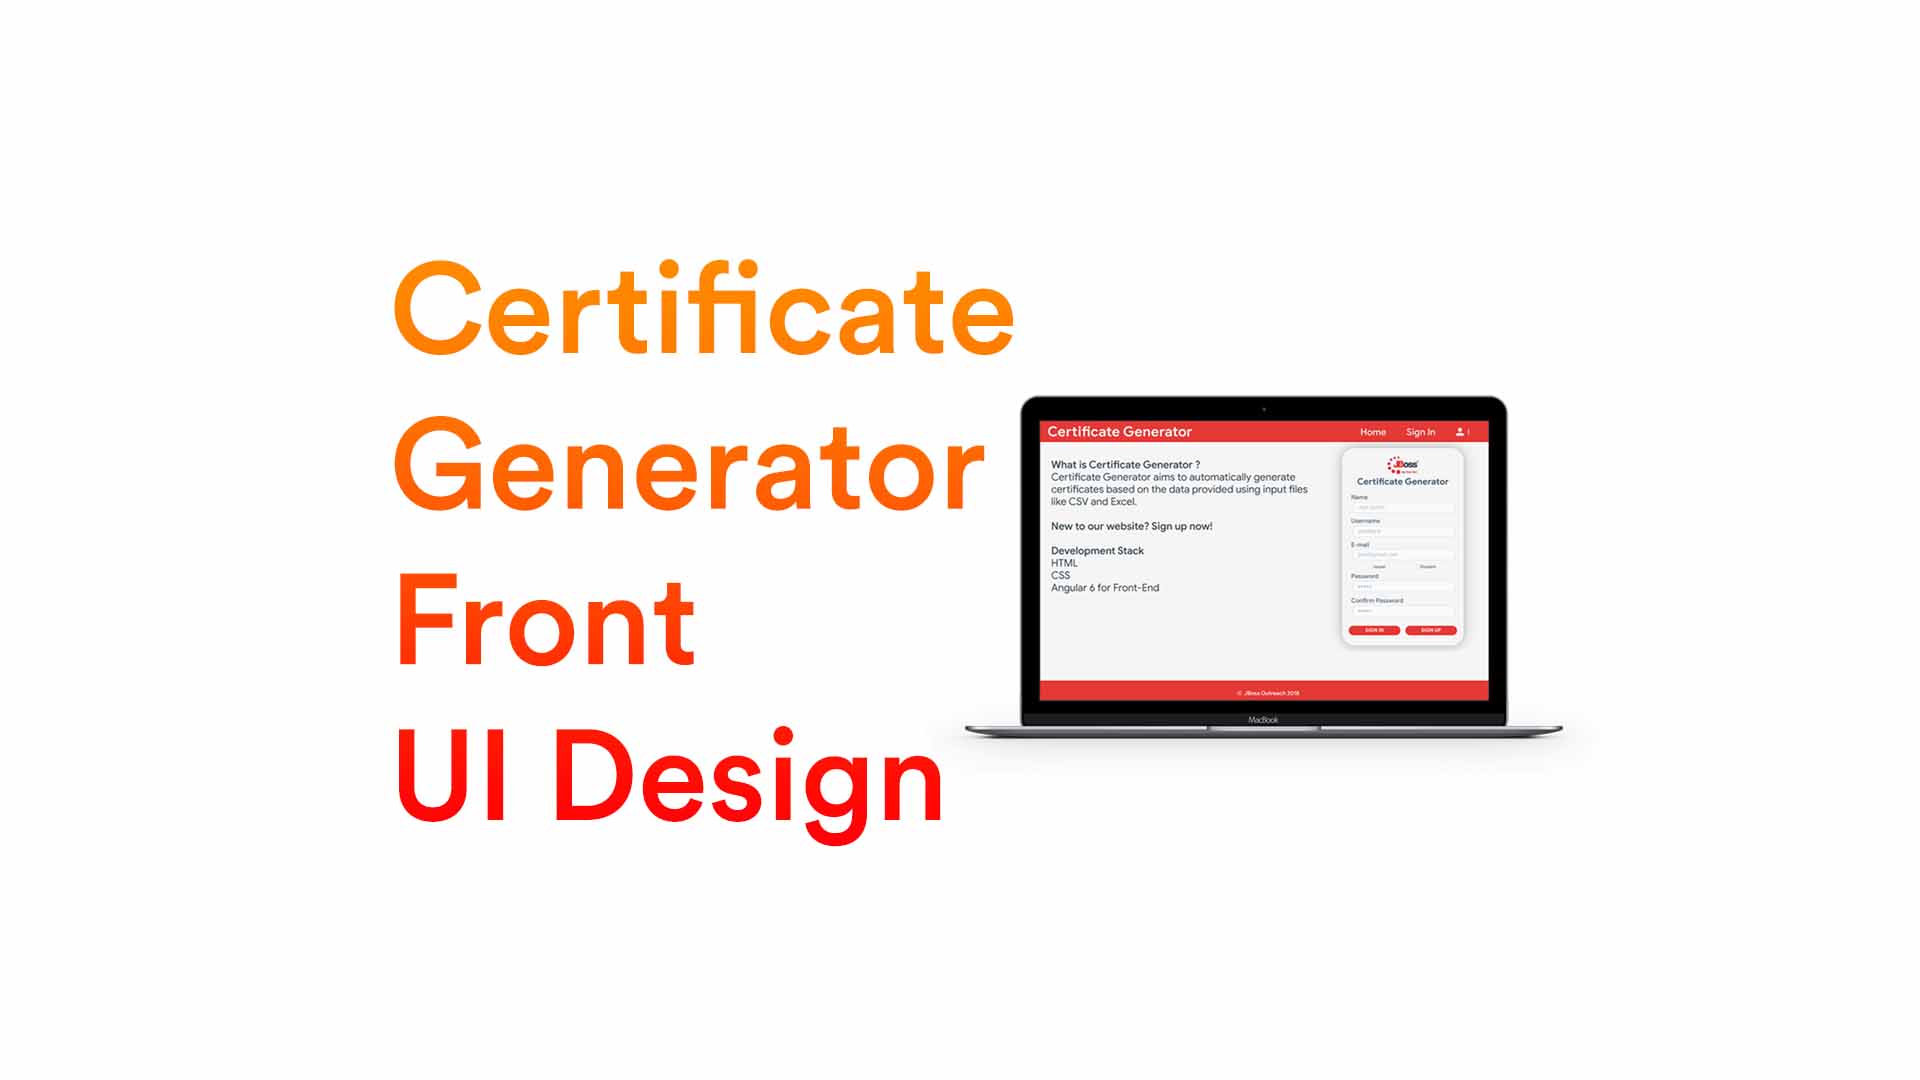 Certificate
Generator
Front
UI Design
Certificate Generator
Home
Sign In
What is Certificate Generator ?
Certificate Generator aims to automatically generate
certificates based on the data provided using input files
like CSV and Excel.
New to our website? Sign up now!
Development Stack
HTML
CSS
Angular 6 for Front-End
JBoss
Certificate Generator
Name
Username
E-mail
Password
Confirm Password
SIGN IN
SIGN UP
© JBoss Outreach 2018
MacBook